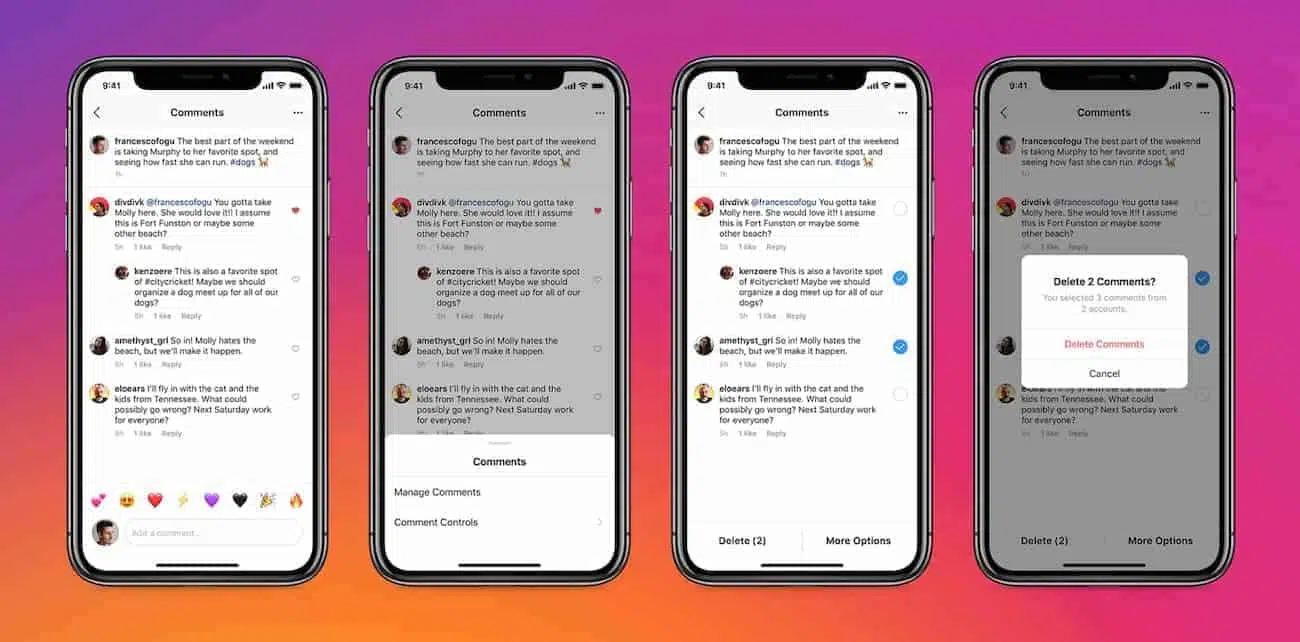 9:41
Comments
francescofogu The best part of the weekend
is taking Murphy to her favorite spot, and
seeing how fast she can run. #dogs 🐕
1h
divdivk @francescofogu You gotta take
Molly here. She would love it!! I assume
this is Fort Funston or maybe some
other beach?
5h 1 like Reply
kenzoere This is also a favorite spot
of #citycricket! Maybe we should
organize a dog meet up for all of our
dogs?
5h 1 like Reply
amethyst_grl So in! Molly hates the
beach, but we'll make it happen.
6h 1 like Reply
eloears I'll fly in with the cat and the
kids from Tennessee. What could
possibly go wrong? Next Saturday work
for everyone?
6h 1 like Reply
💕 😍 ❤️ ⚡ 💜 🖤 🎉 🔥
Add a comment...
9:41
Comments
francescofogu The best part of the weekend
is taking Murphy to her favorite spot, and
seeing how fast she can run. #dogs 🐕
1h
divdivk @francescofogu You gotta take
Molly here. She would love it!! I assume
this is Fort Funston or maybe some
other beach?
5h 1 like Reply
kenzoere This is also a favorite spot
of #citycricket! Maybe we should
organize a dog meet up for all of our
dogs?
5h 1 like Reply
amethyst_grl So in! Molly hates the
beach, but we'll make it happen.
6h 1 like Reply
eloears I'll fly in with the cat and the
kids from Tennessee. What could
possibly go wrong? Next Saturday work
for everyone?
Comments
Manage Comments
Comment Controls
9:41
Comments
francescofogu The best part of the weekend
is taking Murphy to her favorite spot, and
seeing how fast she can run. #dogs 🐕
1h
divdivk @francescofogu You gotta take
Molly here. She would love it!! I assume
this is Fort Funston or maybe some
other beach?
5h 1 like Reply
kenzoere This is also a favorite spot
of #citycricket! Maybe we should
organize a dog meet up for all of our
dogs?
5h 1 like Reply
amethyst_grl So in! Molly hates the
beach, but we'll make it happen.
6h 1 like Reply
eloears I'll fly in with the cat and the
kids from Tennessee. What could
possibly go wrong? Next Saturday work
for everyone?
6h 1 like Reply
Delete (2) More Options
9:41
Comments
francescofogu The best part of the weekend
is taking Murphy to her favorite spot, and
seeing how fast she can run. #dogs 🐕
1h
divdivk @francescofogu You gotta take
Molly here. She would love it!! I assume
this is Fort Funston or maybe some
other beach?
5h 1 like Reply
Delete 2 Comments?
You selected 3 comments from
2 accounts.
Delete Comments
Cancel
eloears I'll fly in with the cat and the
kids from Tennessee. What could
possibly go wrong? Next Saturday work
for everyone?
6h 1 like Reply
Delete (2) More Options